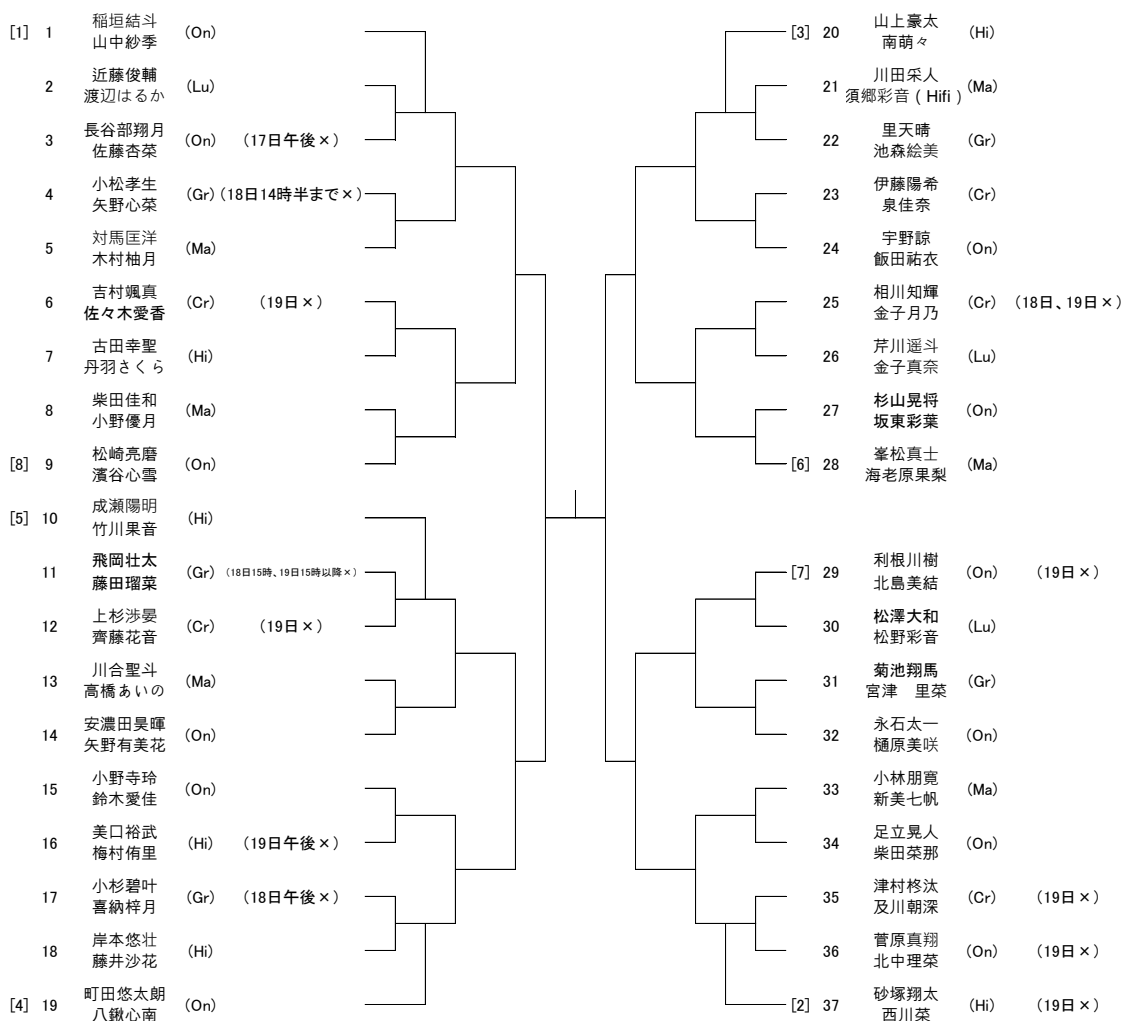 [1] 1 稲垣結斗 (On)
山中紗季
2 近藤俊輔 (Lu)
渡辺はるか
3 長谷部翔月 (On) (17日午後×)
佐藤杏菜
4 小松孝生 (Gr) (18日14時半まで×)
矢野心菜
5 対馬匡洋 (Ma)
木村柚月
6 吉村颯真 (Cr) (19日×)
佐々木愛香
7 古田幸聖 (Hi)
丹羽さくら
8 柴田佳和 (Ma)
小野優月
[8] 9 松崎亮磨 (On)
濱谷心雪
[5] 10 成瀬陽明 (Hi)
竹川果音
11 飛岡壮太 (Gr) (18日15時、19日15時以降×)
藤田瑠菜
12 上杉渉晏 (Cr) (19日×)
齊藤花音
13 川合聖斗 (Ma)
高橋あいの
14 安濃田昊暉 (On)
矢野有美花
15 小野寺玲 (On)
鈴木愛佳
16 美口裕武 (Hi) (19日午後×)
梅村侑里
17 小杉碧叶 (Gr) (18日午後×)
喜納梓月
18 岸本悠壮 (Hi)
藤井沙花
[4] 19 町田悠太朗 (On)
八鍬心南
[3] 20 山上豪太 (Hi)
南萌々
21 川田采人 (Ma)
須郷彩音 ( Hifi )
22 里天晴 (Gr)
池森絵美
23 伊藤陽希 (Cr)
泉佳奈
24 宇野諒 (On)
飯田祐衣
25 相川知輝 (Cr) (18日、19日×)
金子月乃
26 芹川遥斗 (Lu)
金子真奈
27 杉山晃将 (On)
坂東彩葉
[6] 28 峯松真士 (Ma)
海老原果梨
[7] 29 利根川樹 (On) (19日×)
北島美結
30 松澤大和 (Lu)
松野彩音
31 菊池翔馬 (Gr)
宮津　里菜
32 永石太一 (On)
樋原美咲
33 小林朋寛 (Ma)
新美七帆
34 足立晃人 (On)
柴田菜那
35 津村柊汰 (Cr) (19日×)
及川朝深
36 菅原真翔 (On) (19日×)
北中理菜
[2] 37 砂塚翔太 (Hi) (19日×)
西川菜